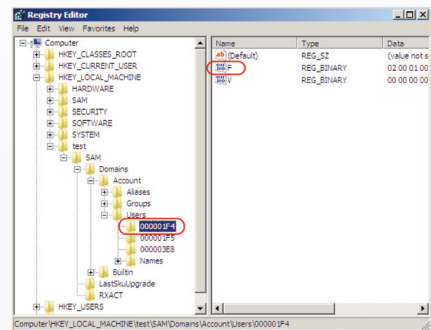 Registry Editor
File Edit View Favorites Help
Computer
HKEY_CLASSES_ROOT
HKEY_CURRENT_USER
HKEY_LOCAL_MACHINE
HARDWARE
SAM
SECURITY
SOFTWARE
SYSTEM
test
SAM
Domains
Account
Aliases
Groups
Users
000001F4
000001F5
000003E8
Names
Builtin
LastSkuUpgrade
RXACT
HKEY_USERS
Name Type Data
(Default) REG_SZ (value not s
F REG_BINARY 02 00 01 00
V REG_BINARY 00 00 00 00
Computer\HKEY_LOCAL_MACHINE\test\SAM\Domains\Account\Users\000001F4